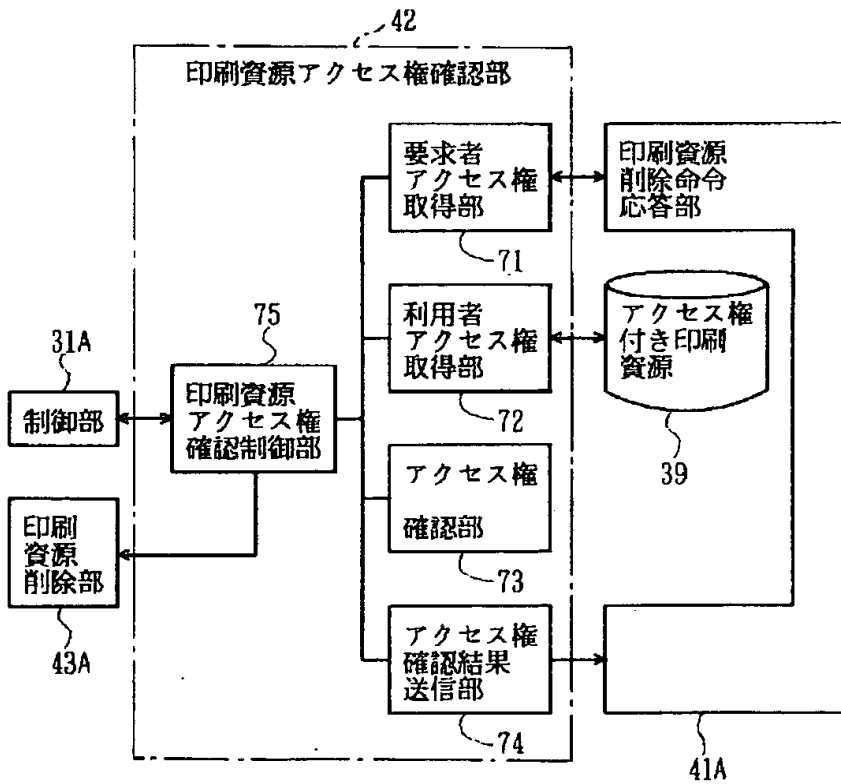 42
印刷資源アクセス権確認部
要求者
アクセス権
取得部
71
印刷資源
削除命令
応答部
75
利用者
アクセス権
取得部
72
アクセス権
付き印刷
資源
39
31A
制御部
印刷資源
アクセス権
確認制御部
アクセス権
確認部
73
印刷
資源
削除部
43A
アクセス権
確認結果
送信部
74
41A